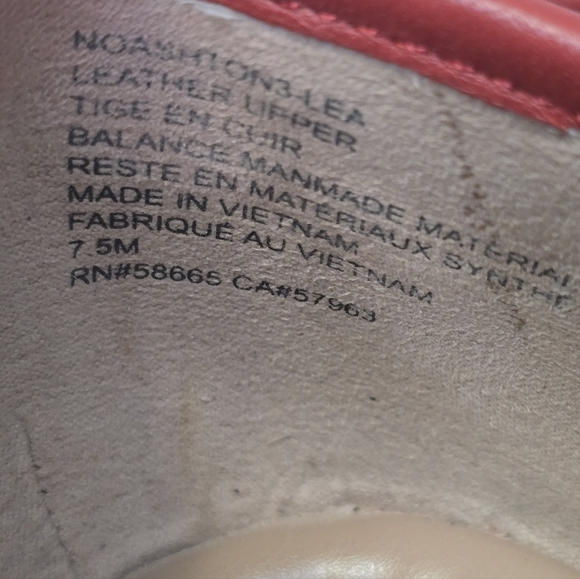 NOASHTON3-LEA
LEATHER UPPER
TIGE EN CUIR
BALANCE MANMADE MATERIAL
RESTE EN MATÉRIAUX SYNTHE
MADE IN VIETNAM
FABRIQUÉ AU VIETNAM
7 5M
RN#58665 CA#57963